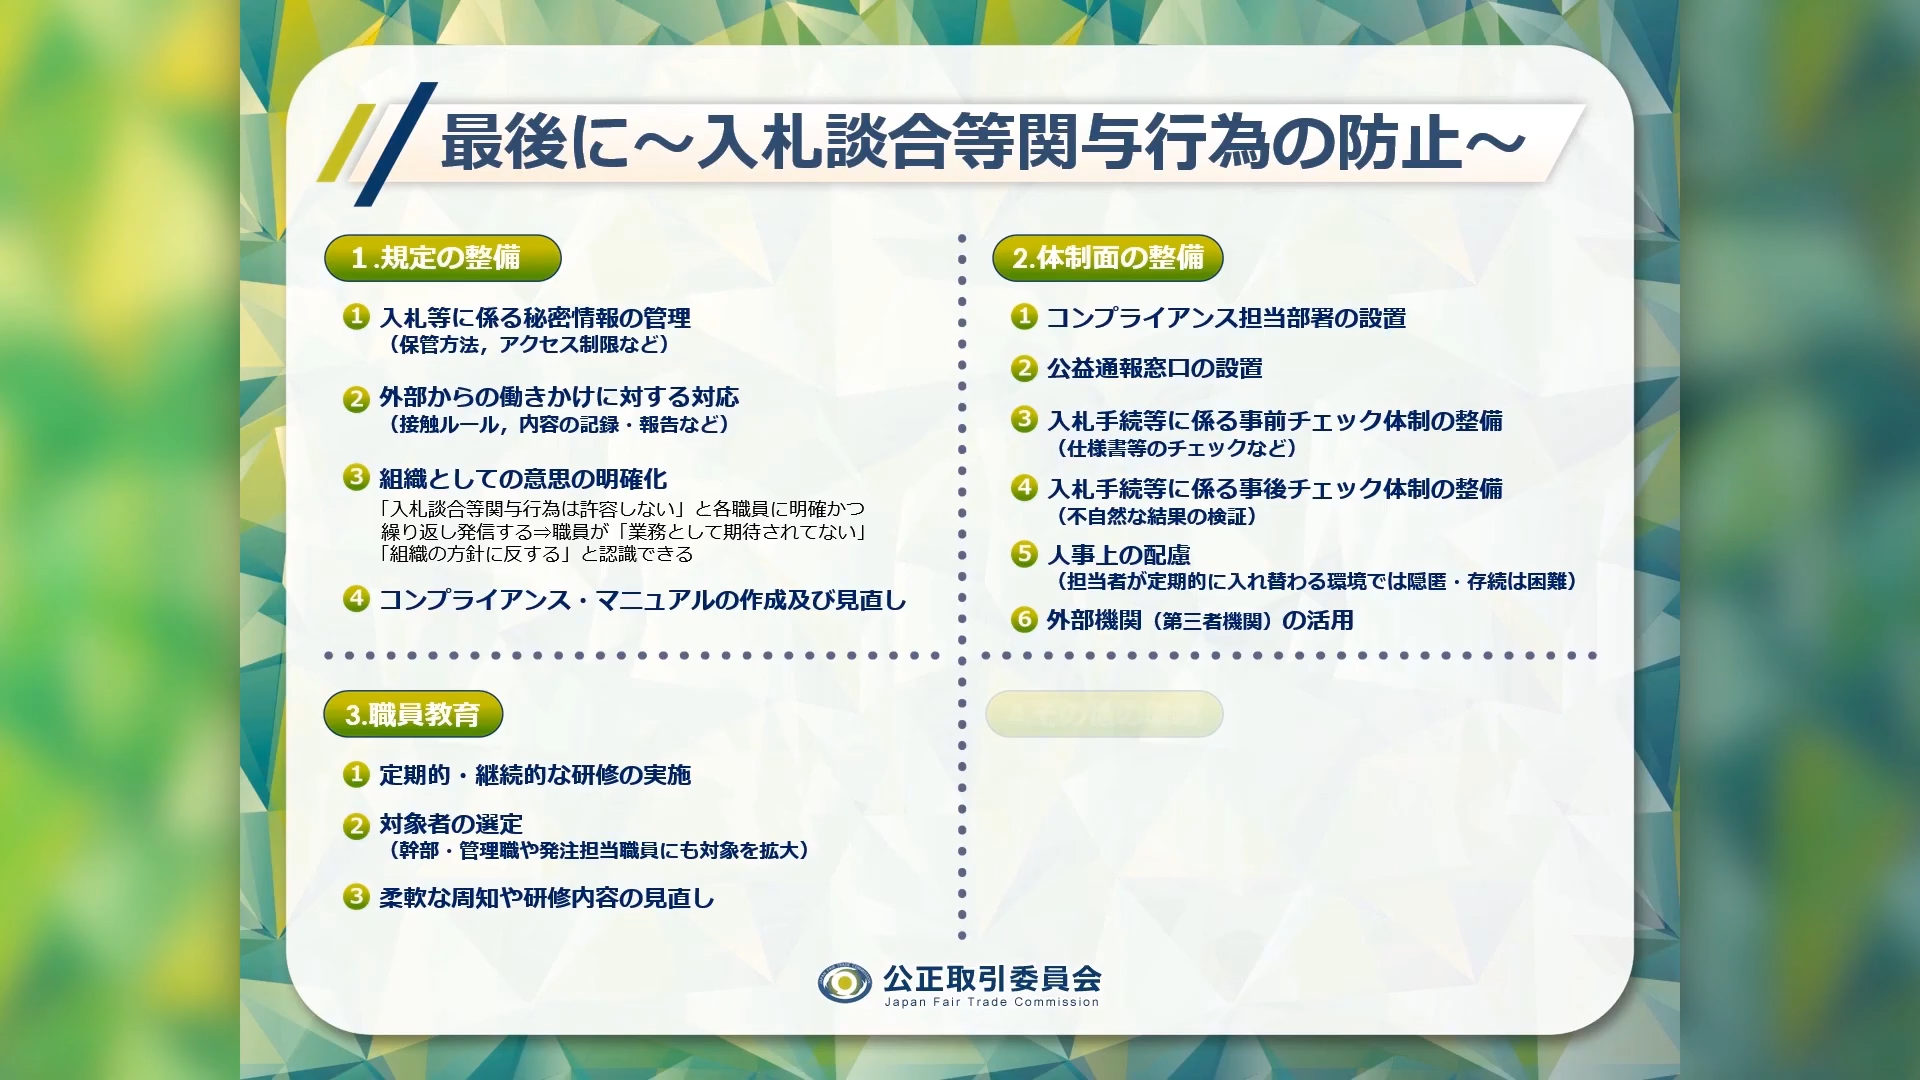 最後に～入札談合等関与行為の防止～
１.規定の整備
1 入札等に係る秘密情報の管理
（保管方法，アクセス制限など）
2 外部からの働きかけに対する対応
（接触ルール，内容の記録・報告など）
3 組織としての意思の明確化
「入札談合等関与行為は許容しない」と各職員に明確かつ
繰り返し発信する⇒職員が「業務として期待されてない」
「組織の方針に反する」と認識できる
4 コンプライアンス・マニュアルの作成及び見直し
2.体制面の整備
1 コンプライアンス担当部署の設置
2 公益通報窓口の設置
3 入札手続等に係る事前チェック体制の整備
（仕様書等のチェックなど）
4 入札手続等に係る事後チェック体制の整備
（不自然な結果の検証）
5 人事上の配慮
（担当者が定期的に入れ替わる環境では隠匿・存続は困難）
6 外部機関（第三者機関）の活用
3.職員教育
1 定期的・継続的な研修の実施
2 対象者の選定
（幹部・管理職や発注担当職員にも対象を拡大）
3 柔軟な周知や研修内容の見直し
公正取引委員会
Japan Fair Trade Commission